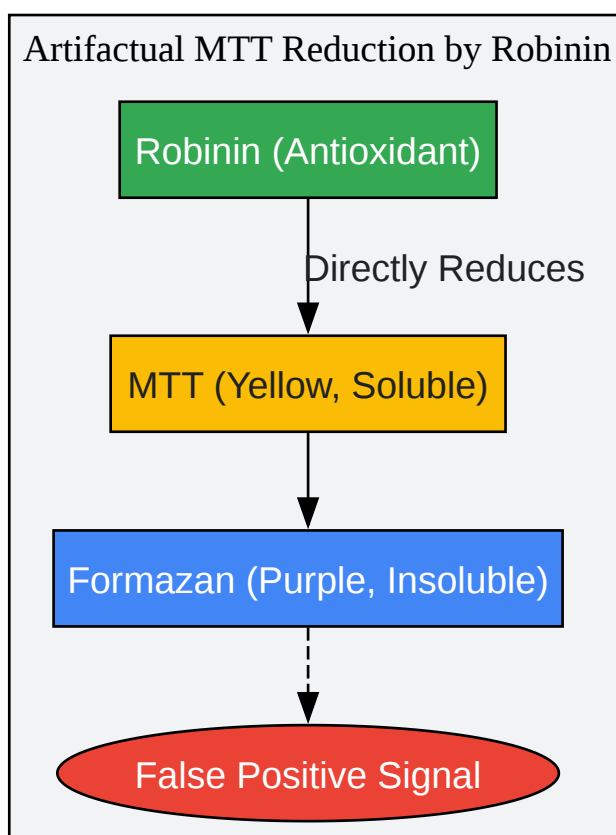 Artifactual MTT Reduction by Robinin
Robinin (Antioxidant)
Directly Reduces
MTT (Yellow, Soluble)
Formazan (Purple, Insoluble)
False Positive Signal